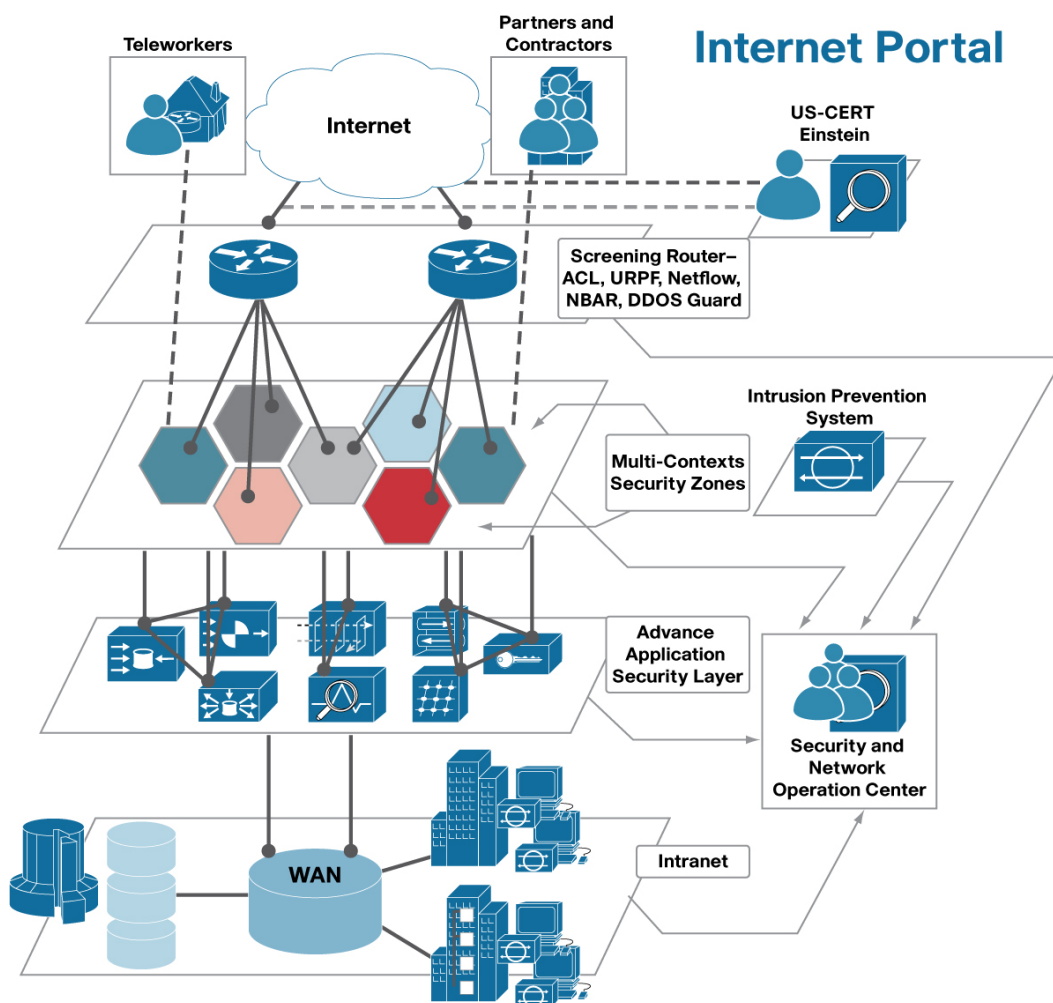 Internet Portal
Teleworkers
Partners and
Contractors
Internet
US-CERT
Einstein
Screening Router–
ACL, URPF, Netflow,
NBAR, DDOS Guard
Intrusion Prevention
System
Multi-Contexts
Security Zones
Advance
Application
Security Layer
Security and
Network
Operation Center
WAN
Intranet